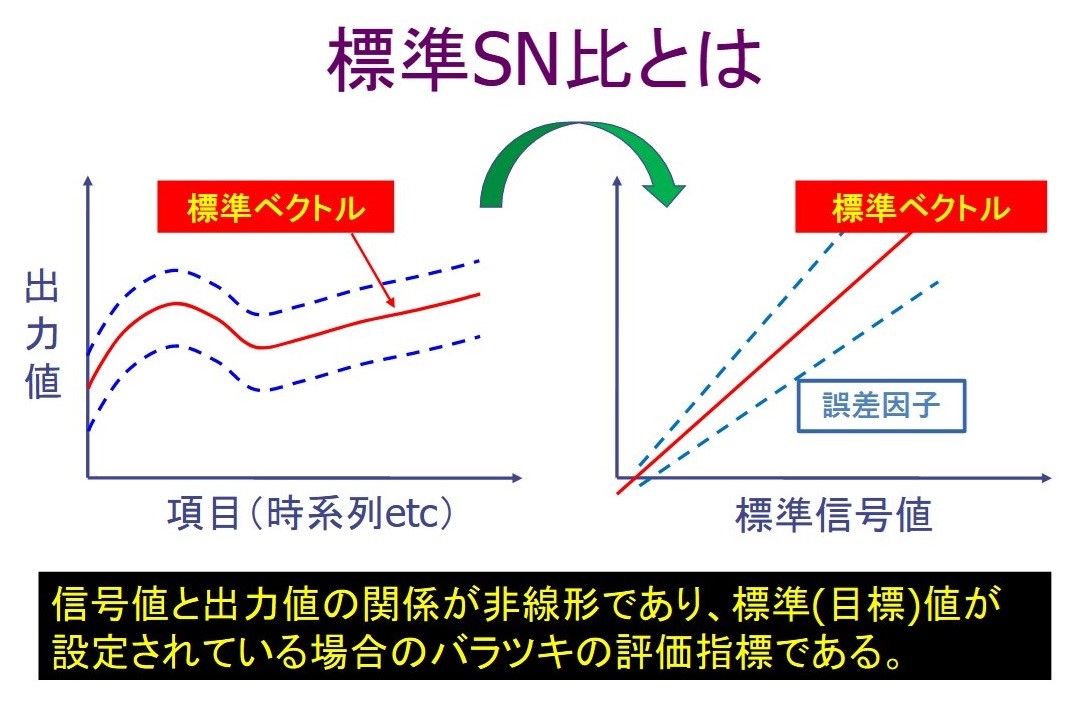 標準SN比とは
標準ベクトル
標準ベクトル
出力値
誤差因子
項目(時系列etc)
標準信号値
信号値と出力値の関係が非線形であり、標準(目標)値が
設定されている場合のバラツキの評価指標である。